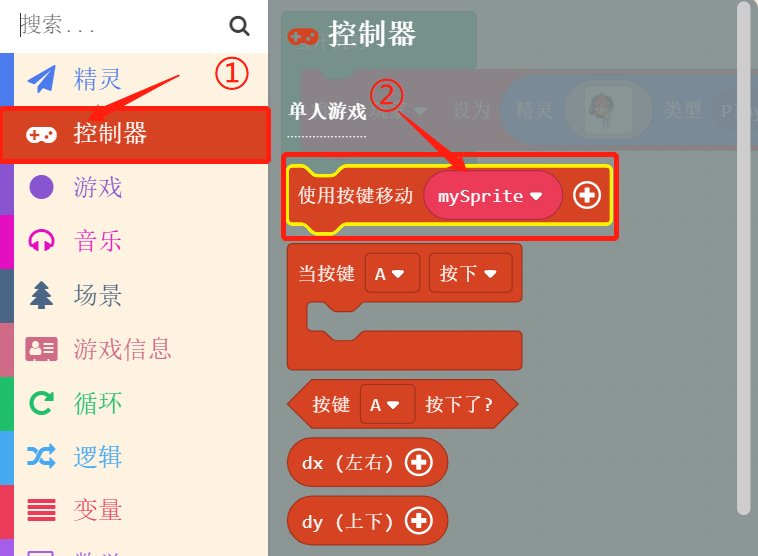 搜索...
精灵
①
控制器
游戏
音乐
场景
游戏信息
循环
逻辑
变量
控制器
②
单人游戏
设为 精灵 类型
使用按键移动 mySprite
当按键 A 按下
按键 A 按下了?
dx (左右)
dy (上下)